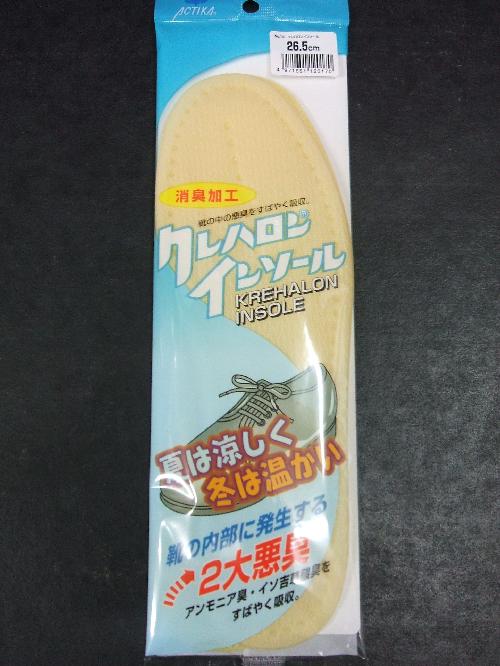 ACTIKA
26.5cm
消臭加工
靴の中の悪臭をすばやく吸収。
クレハロン®
インソール
KREHALON
INSOLE
夏は涼しく
冬は温かい
靴の内部に発生する
2大悪臭
アンモニア臭・イソ吉草酸臭を
すばやく吸収。